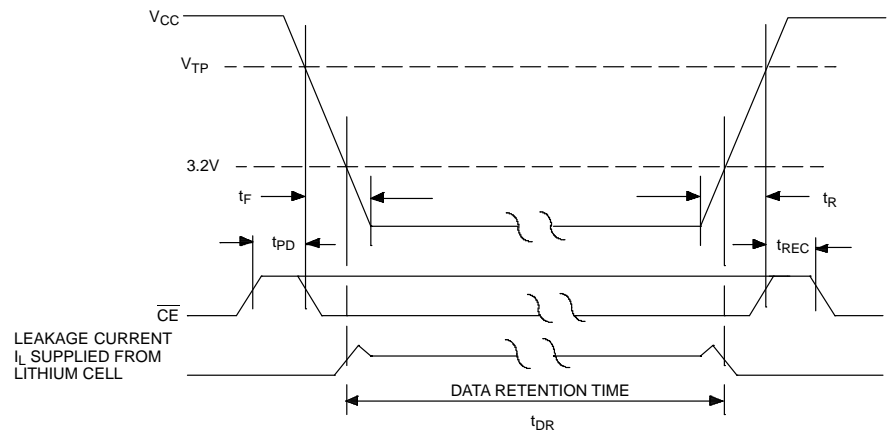 VCC
VTP
3.2V
tF
tR
tPD
tREC
CE
LEAKAGE CURRENT
IL SUPPLIED FROM
LITHIUM CELL
DATA RETENTION TIME
tDR